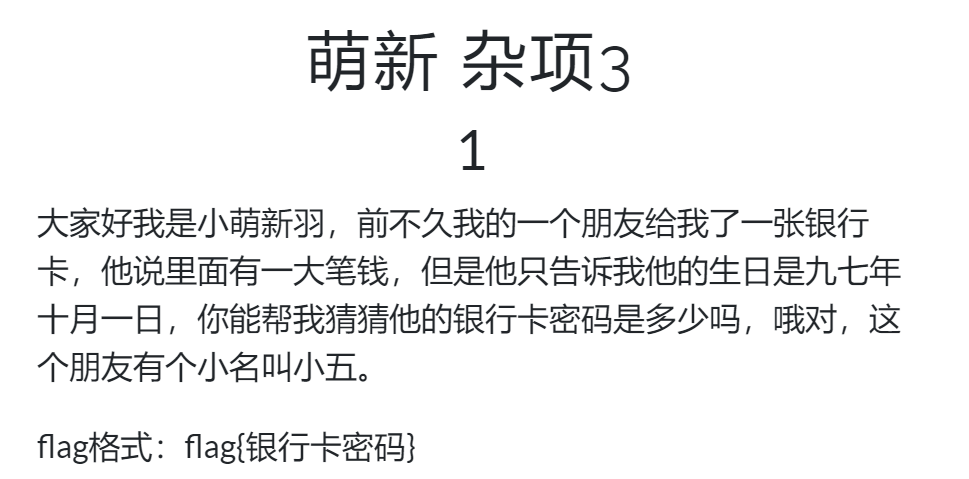 萌新 杂项3
1
大家好我是小萌新羽，前不久我的一个朋友给我了一张银行
卡，他说里面有一大笔钱，但是他只告诉我他的生日是九七年
十月一日，你能帮我猜猜他的银行卡密码是多少吗，哦对，这
个朋友有个小名叫小五。
flag格式：flag{银行卡密码}